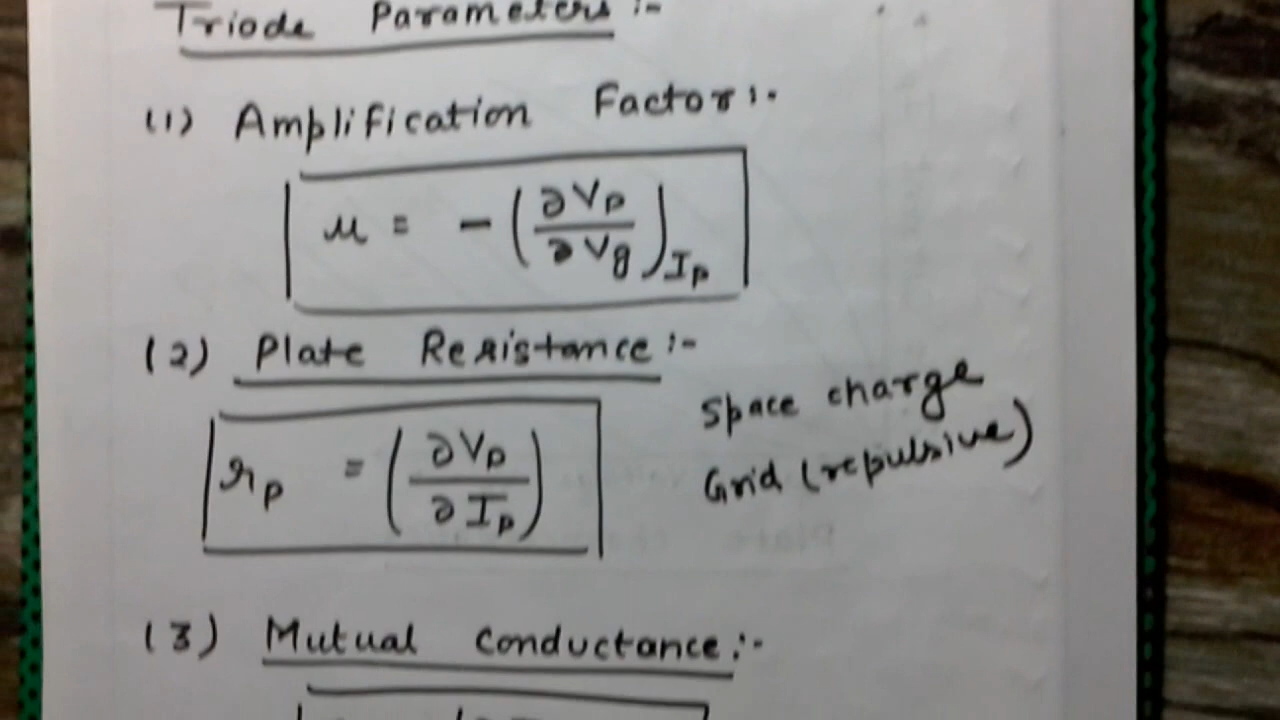 Triode Parameters :-
(1) Amplification Factor :-
μ = - (∂Vp / ∂Vg)Ip
(2) Plate Resistance :-
rp = (∂Vp / ∂Ip)
space charge
Grid (repulsive)
(3) Mutual conductance :-